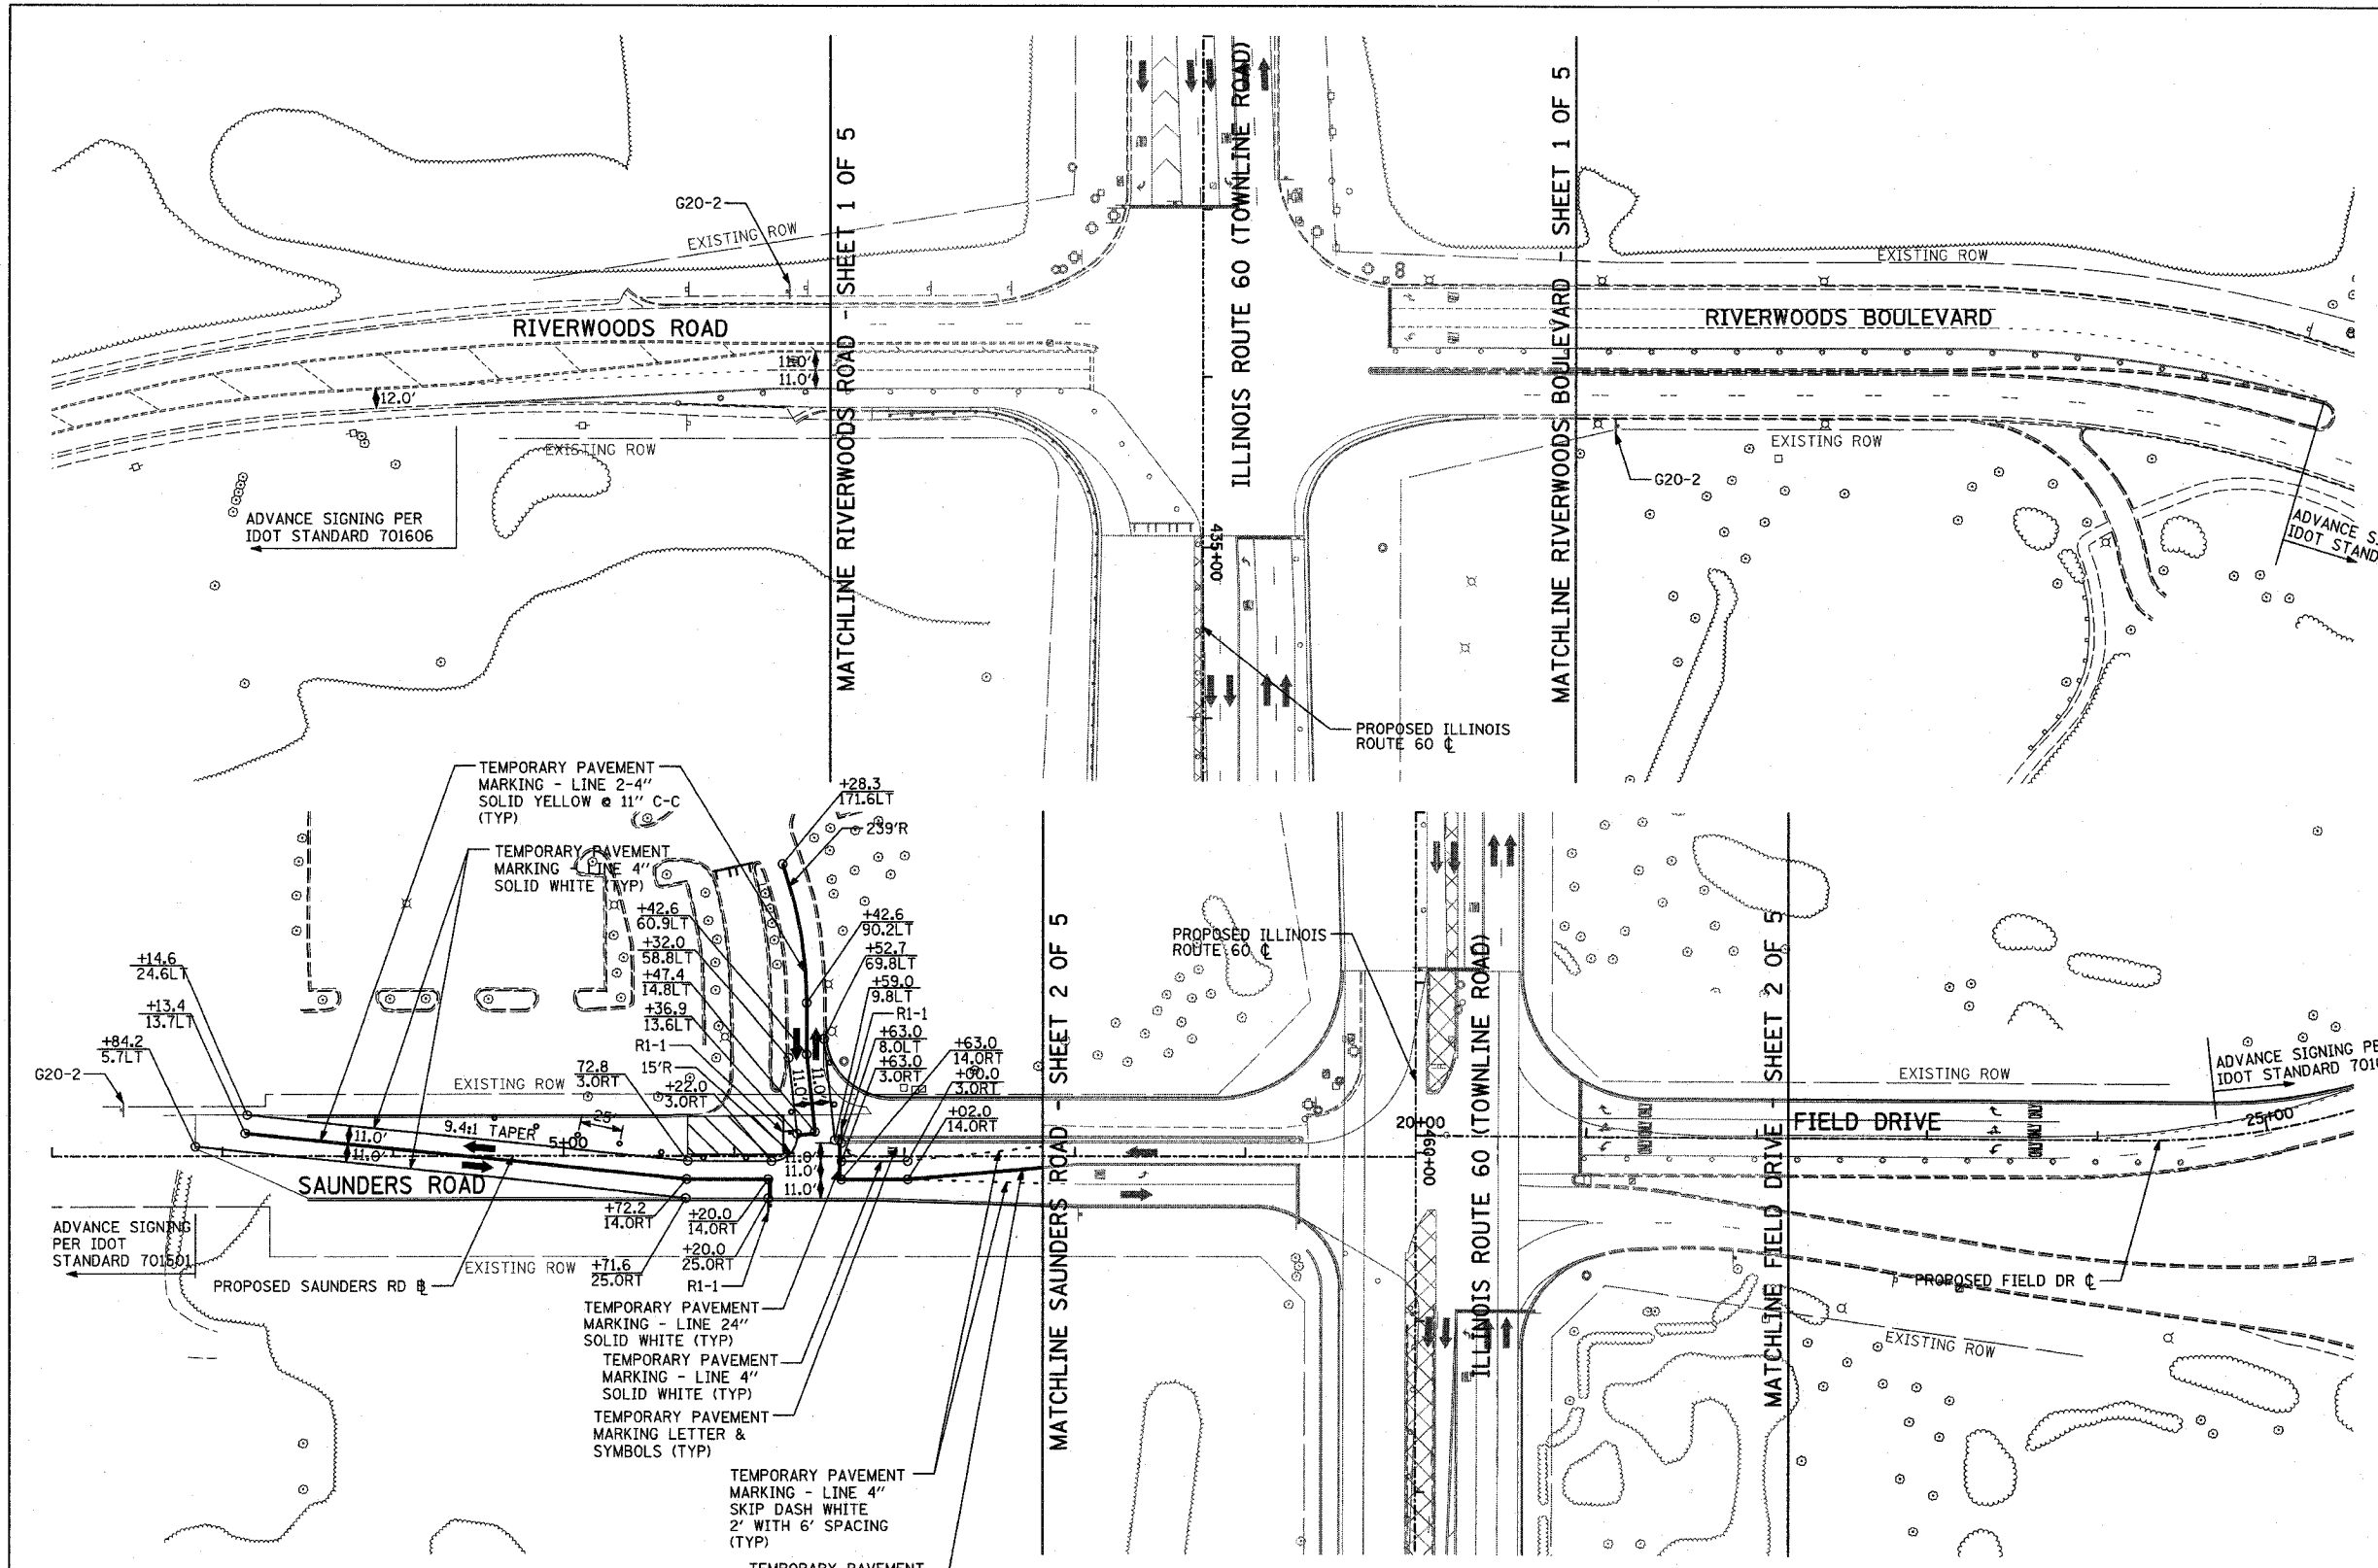 G20-2
EXISTING ROW
RIVERWOODS ROAD
11.0'
11.0'
12.0'
EXISTING ROW
ADVANCE SIGNING PER
IDOT STANDARD 701606
MATCHLINE RIVERWOODS ROAD - SHEET 1 OF 5
ILLINOIS ROUTE 60 (TOWNLINE ROAD)
435+00
MATCHLINE RIVERWOODS BOULEVARD - SHEET 1 OF 5
EXISTING ROW
RIVERWOODS BOULEVARD
EXISTING ROW
G20-2
ADVANCE S
IDOT STAND
PROPOSED ILLINOIS
ROUTE 60 ℄
TEMPORARY PAVEMENT
MARKING - LINE 2-4"
SOLID YELLOW @ 11" C-C
(TYP)
TEMPORARY PAVEMENT
MARKING - LINE 4"
SOLID WHITE (TYP)
+28.3
171.6LT
239'R
+42.6
60.9LT
+32.0
58.8LT
+47.4
14.8LT
+36.9
13.6LT
R1-1
15'R
+22.0
3.0RT
72.8
3.0RT
+42.6
90.2LT
+52.7
69.8LT
+59.0
9.8LT
R1-1
+63.0
8.0LT
+63.0
3.0RT
+63.0
14.0RT
3.0RT
+02.0
14.0RT
+14.6
24.6LT
+13.4
13.7LT
+84.2
5.7LT
G20-2
EXISTING ROW
25'
9.4:1 TAPER
5+00
11.0'
11.0'
11.0'
11.0'
11.0'
11.0'
11.0'
SAUNDERS ROAD
ADVANCE SIGNING
PER IDOT
STANDARD 701501
PROPOSED SAUNDERS RD ℄
EXISTING ROW
+72.2
14.0RT
+71.6
25.0RT
+20.0
14.0RT
+20.0
25.0RT
R1-1
TEMPORARY PAVEMENT
MARKING - LINE 24"
SOLID WHITE (TYP)
TEMPORARY PAVEMENT
MARKING - LINE 4"
SOLID WHITE (TYP)
TEMPORARY PAVEMENT
MARKING LETTER &
SYMBOLS (TYP)
TEMPORARY PAVEMENT
MARKING - LINE 4"
SKIP DASH WHITE
2' WITH 6' SPACING
(TYP)
TEMPORARY PAVEMENT
MATCHLINE SAUNDERS ROAD - SHEET 2 OF 5
PROPOSED ILLINOIS
ROUTE 60 ℄
20+00
460+00
ILLINOIS ROUTE 60 (TOWNLINE ROAD)
MATCHLINE FIELD DRIVE - SHEET 2 OF 5
FIELD DRIVE
EXISTING ROW
ADVANCE SIGNING PE
IDOT STANDARD 701
25+00
PROPOSED FIELD DR ℄
EXISTING ROW